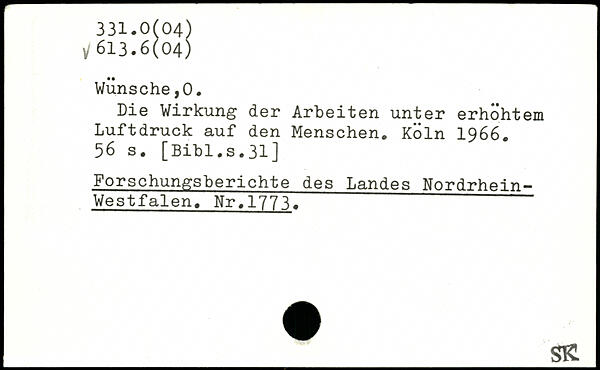 331.0(04)
√ 613.6(04)
Wünsche,O.
Die Wirkung der Arbeiten unter erhöhtem
Luftdruck auf den Menschen. Köln 1966.
56 s. [Bibl.s.31]
Forschungsberichte des Landes Nordrhein-
Westfalen. Nr.1773.
SK